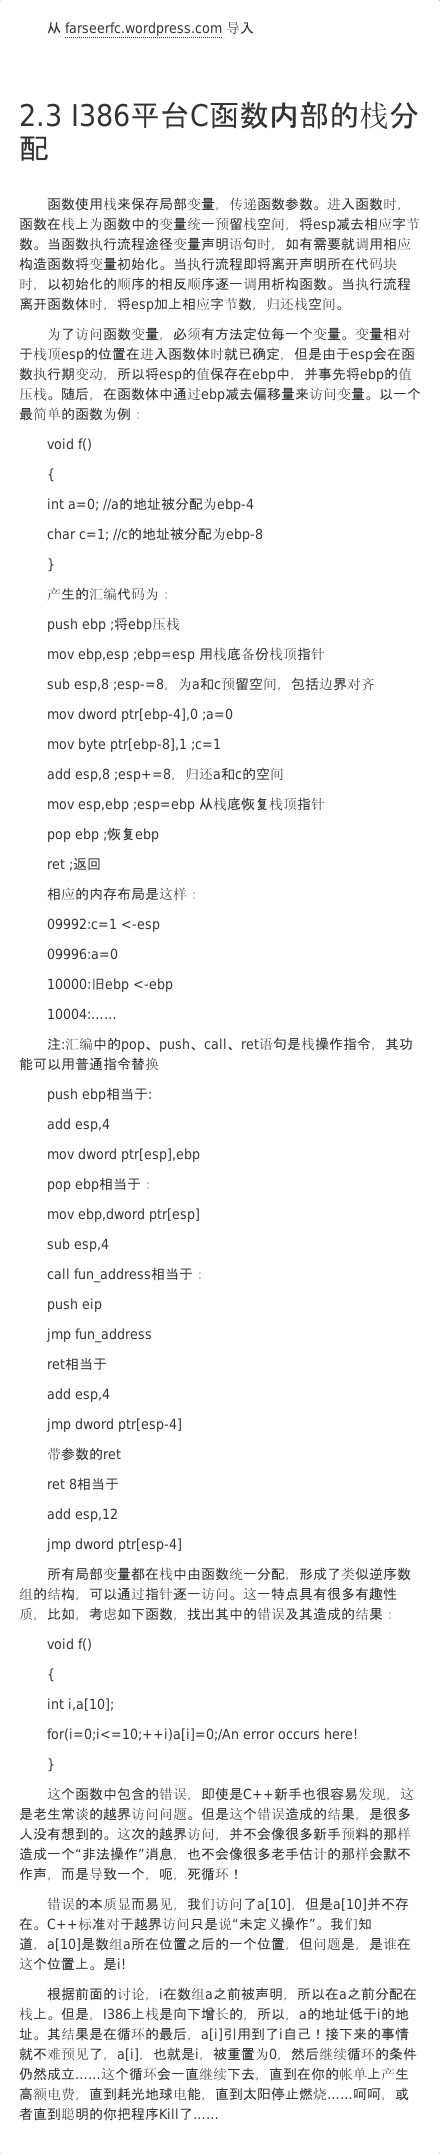 从 farseerfc.wordpress.com 导入
2.3 I386平台C函数内部的栈分
配
函数使用栈来保存局部变量，传递函数参数。进入函数时，
函数在栈上为函数中的变量统一预留栈空间，将esp减去相应字节
数。当函数执行流程途径变量声明语句时，如有需要就调用相应
构造函数将变量初始化。当执行流程即将离开声明所在代码块
时，以初始化的顺序的相反顺序逐一调用析构函数。当执行流程
离开函数体时，将esp加上相应字节数，归还栈空间。
为了访问函数变量，必须有方法定位每一个变量。变量相对
于栈顶esp的位置在进入函数体时就已确定，但是由于esp会在函
数执行期变动，所以将esp的值保存在ebp中，并事先将ebp的值
压栈。随后，在函数体中通过ebp减去偏移量来访问变量。以一个
最简单的函数为例：
void f()
{
int a=0; //a的地址被分配为ebp-4
char c=1; //c的地址被分配为ebp-8
}
产生的汇编代码为：
push ebp ;将ebp压栈
mov ebp,esp ;ebp=esp 用栈底备份栈顶指针
sub esp,8 ;esp-=8，为a和c预留空间，包括边界对齐
mov dword ptr[ebp-4],0 ;a=0
mov byte ptr[ebp-8],1 ;c=1
add esp,8 ;esp+=8，归还a和c的空间
mov esp,ebp ;esp=ebp 从栈底恢复栈顶指针
pop ebp ;恢复ebp
ret ;返回
相应的内存布局是这样：
09992:c=1 <-esp
09996:a=0
10000:旧ebp <-ebp
10004:……
注:汇编中的pop、push、call、ret语句是栈操作指令，其功
能可以用普通指令替换
push ebp相当于:
add esp,4
mov dword ptr[esp],ebp
pop ebp相当于：
mov ebp,dword ptr[esp]
sub esp,4
call fun_address相当于：
push eip
jmp fun_address
ret相当于
add esp,4
jmp dword ptr[esp-4]
带参数的ret
ret 8相当于
add esp,12
jmp dword ptr[esp-4]
所有局部变量都在栈中由函数统一分配，形成了类似逆序数
组的结构，可以通过指针逐一访问。这一特点具有很多有趣性
质，比如，考虑如下函数，找出其中的错误及其造成的结果：
void f()
{
int i,a[10];
for(i=0;i<=10;++i)a[i]=0;/An error occurs here!
}
这个函数中包含的错误，即使是C++新手也很容易发现，这
是老生常谈的越界访问问题。但是这个错误造成的结果，是很多
人没有想到的。这次的越界访问，并不会像很多新手预料的那样
造成一个“非法操作”消息，也不会像很多老手估计的那样会默不
作声，而是导致一个，呃，死循环！
错误的本质显而易见，我们访问了a[10]，但是a[10]并不存
在。C++标准对于越界访问只是说“未定义操作”。我们知
道，a[10]是数组a所在位置之后的一个位置，但问题是，是谁在
这个位置上。是i!
根据前面的讨论，i在数组a之前被声明，所以在a之前分配在
栈上。但是，I386上栈是向下增长的，所以，a的地址低于i的地
址。其结果是在循环的最后，a[i]引用到了i自己！接下来的事情
就不难预见了，a[i]，也就是i，被重置为0，然后继续循环的条件
仍然成立……这个循环会一直继续下去，直到在你的帐单上产生
高额电费，直到耗光地球电能，直到太阳停止燃烧……呵呵，或
者直到聪明的你把程序Kill了……